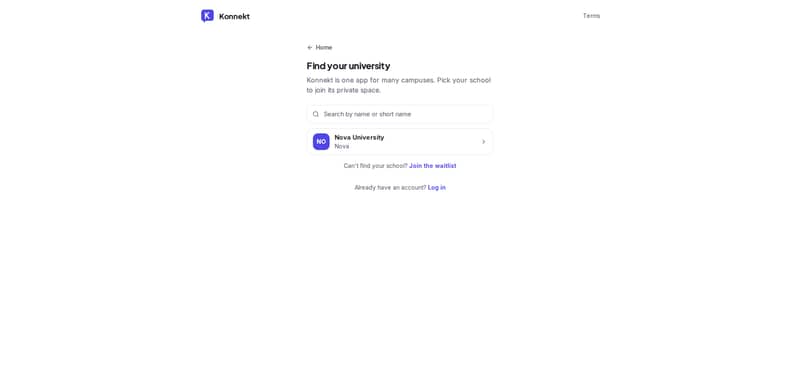 Konnekt
Terms
Home
Find your university
Konnekt is one app for many campuses. Pick your school
to join its private space.
Search by name or short name
NO
Nova University
Nova
Can't find your school? Join the waitlist
Already have an account? Log in